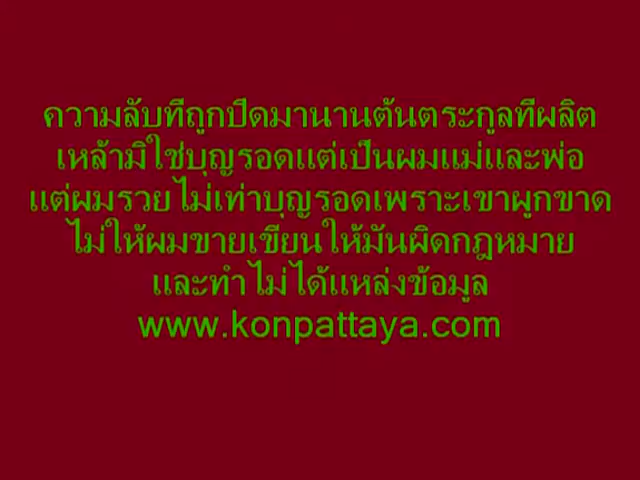 ความลับที่ถูกปิดมานานต้นตระกูลที่ผลิต
เหล้ามิใช่บุญรอดแต่เป็นผมแม่และพ่อ
แต่ผมรวยไม่เท่าบุญรอดเพราะเขาผูกขาด
ไม่ให้ผมขายเขียนให้มันผิดกฎหมาย
และทำไม่ได้แหล่งข้อมูล
www.konpattaya.com